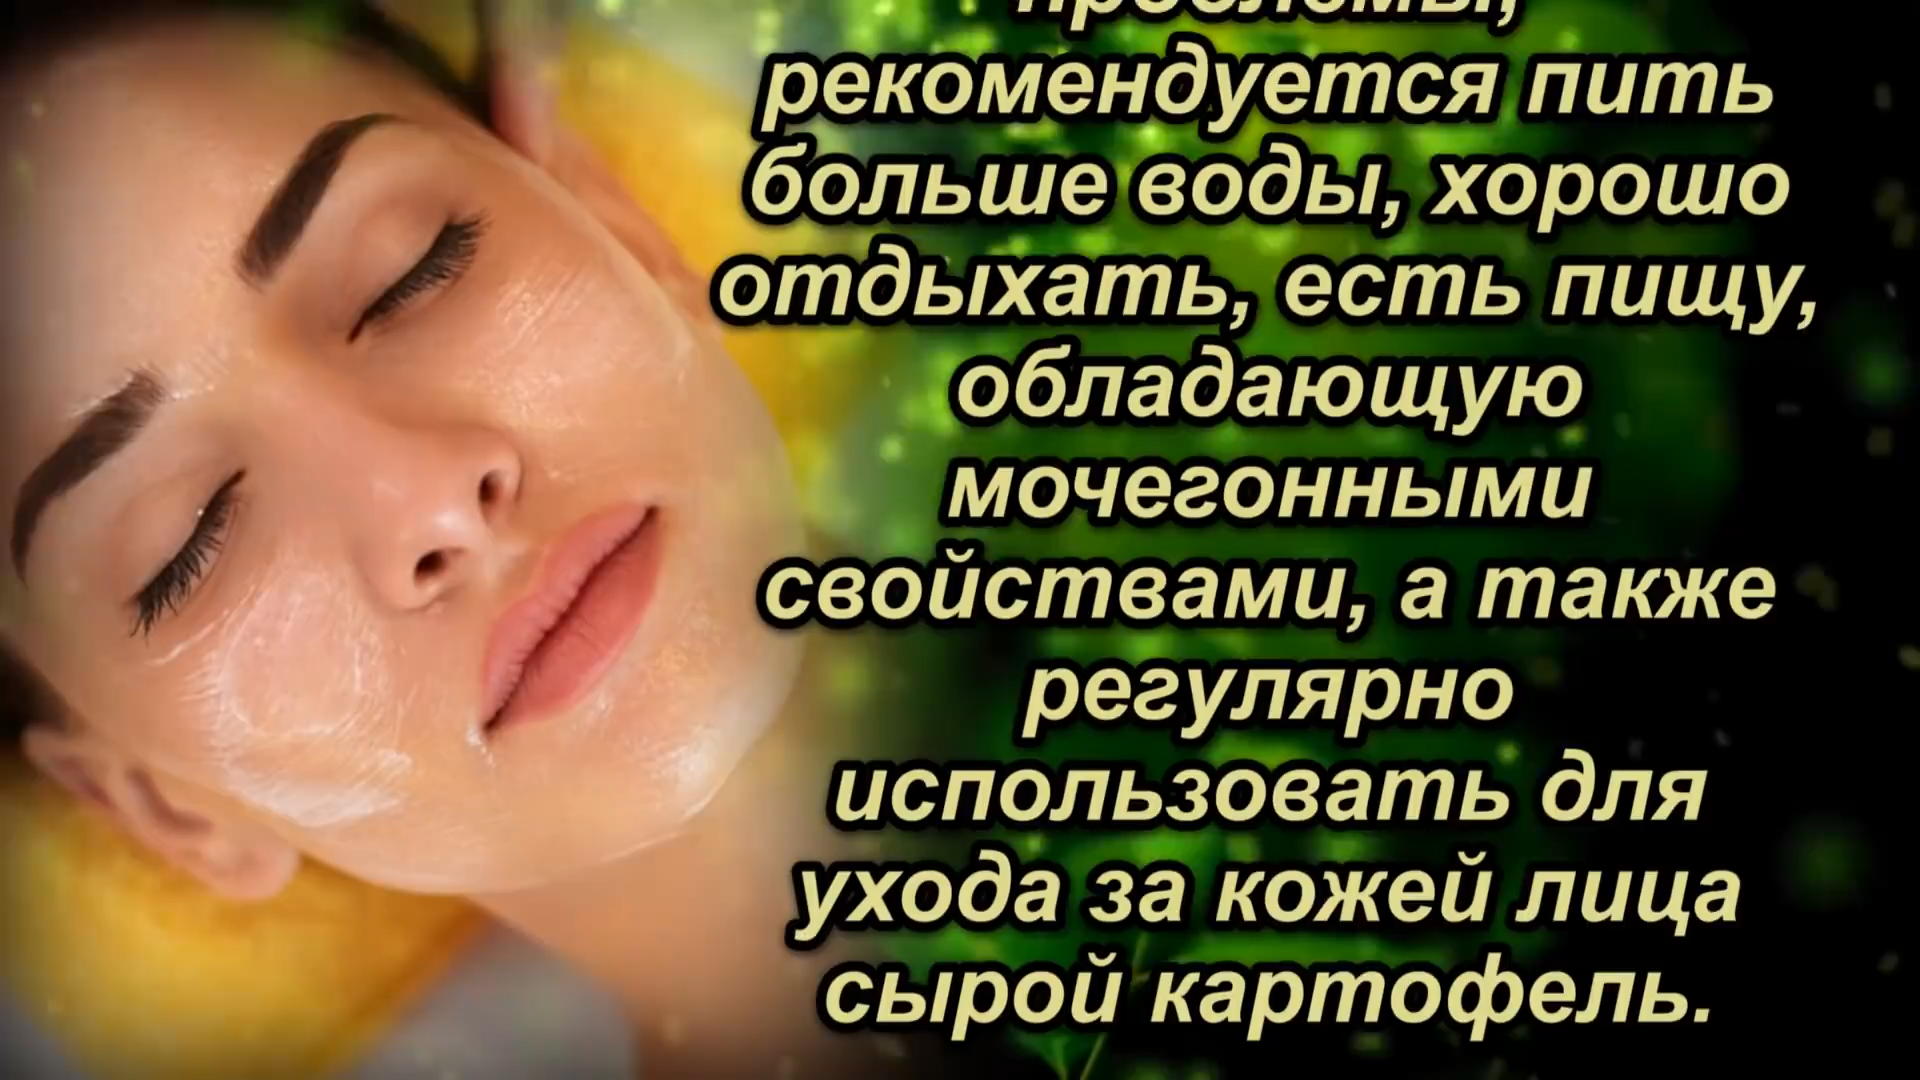 проблемы,
рекомендуется пить
больше воды, хорошо
отдыхать, есть пищу,
обладающую
мочегонными
свойствами, а также
регулярно
использовать для
ухода за кожей лица
сырой картофель.